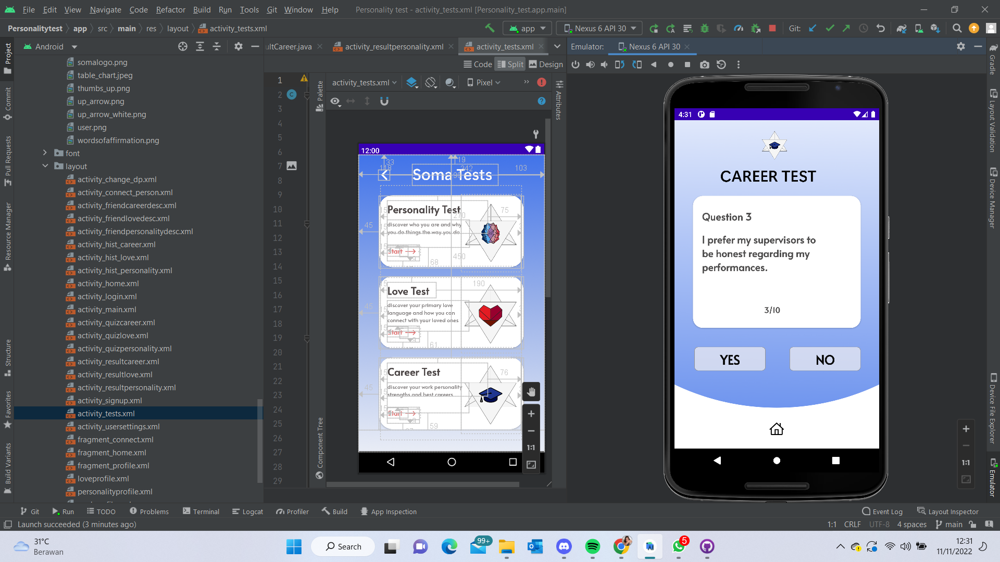 File Edit View Navigate Code Refactor Build Run Tools Git Window Help Personality test - activity_tests.xml [Personality_test.app.main]
Personalitytest app src main res layout activity_tests.xml app Nexus 6 API 30 Git:
Project
Commit
Pull Requests
Resource Manager
Structure
Favorites
Build Variants
Android
somalogo.png
table_chart.jpeg
thumbs_up.png
up_arrow.png
up_arrow_white.png
user.png
wordsofaffirmation.png
font
layout
activity_change_dp.xml
activity_connect_person.xml
activity_friendcareerdesc.xml
activity_friendlovedesc.xml
activity_friendpersonalitydesc.xml
activity_hist_career.xml
activity_hist_love.xml
activity_hist_personality.xml
activity_home.xml
activity_login.xml
activity_main.xml
activity_quizcareer.xml
activity_quizlove.xml
activity_quizpersonality.xml
activity_resultcareer.xml
activity_resultlove.xml
activity_resultpersonality.xml
activity_signup.xml
activity_tests.xml
activity_usersettings.xml
fragment_connect.xml
fragment_home.xml
fragment_profile.xml
loveprofile.xml
personalityprofile.xml
ultCareer.java activity_resultpersonality.xml activity_tests.xml
Code Split Design
1
2
3
4
5
6
7
8
9
10
11
12
13
14
15
16
17
18
19
20
21
22
23
24
25
26
27
28
29
Palette
Component Tree
activity_tests.xml Pixel
Attributes
12:00
33 19
118 342 103
Soma Tests
Personality Test
75
270
45
discover who you are and why
you do things the way you do
Start
450
68
Love Test
190
45
discover your primary love
language and how you can
connect with your loved ones
Start
61
Career Test
76
45
discover your work personality
strengths and best careers
Start
59
1:1
Emulator: Nexus 6 API 30
4:31
CAREER TEST
Question 3
I prefer my supervisors to
be honest regarding my
performances.
3/10
YES NO
1:1
Gradle
Layout Validation
Device Manager
Device File Explorer
Emulator
Git Run TODO Problems Terminal Logcat Profiler Build App Inspection Event Log Layout Inspector
Launch succeeded (3 minutes ago) 1:1 CRLF UTF-8 4 spaces main
31°C
Berawan
Search
99+
5
12:31
11/11/2022